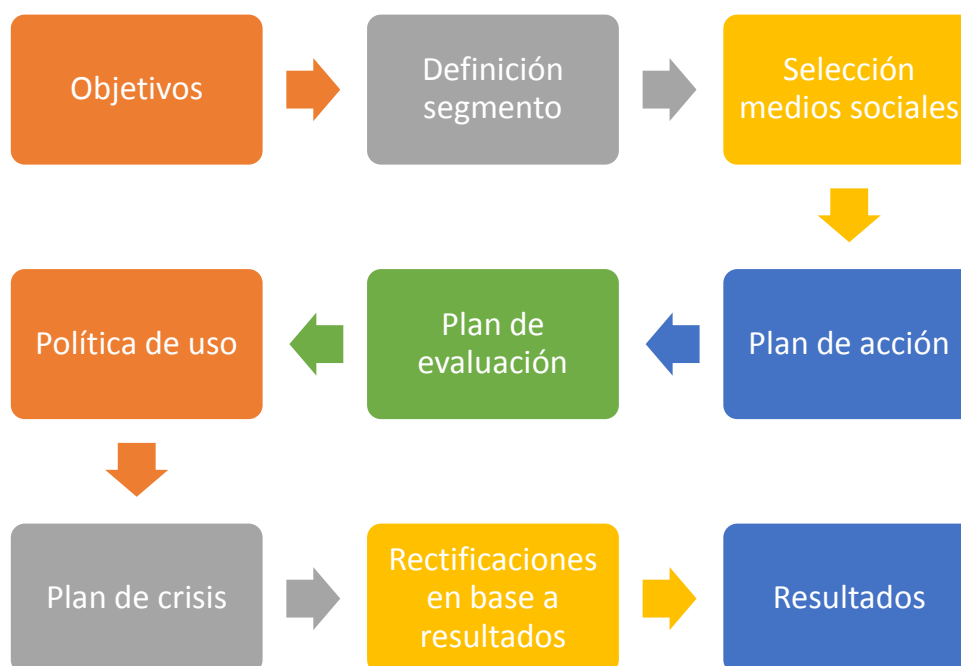 Objetivos
Definición
segmento
Selección
medios sociales
Plan de acción
Plan de
evaluación
Política de uso
Plan de crisis
Rectificaciones
en base a
resultados
Resultados